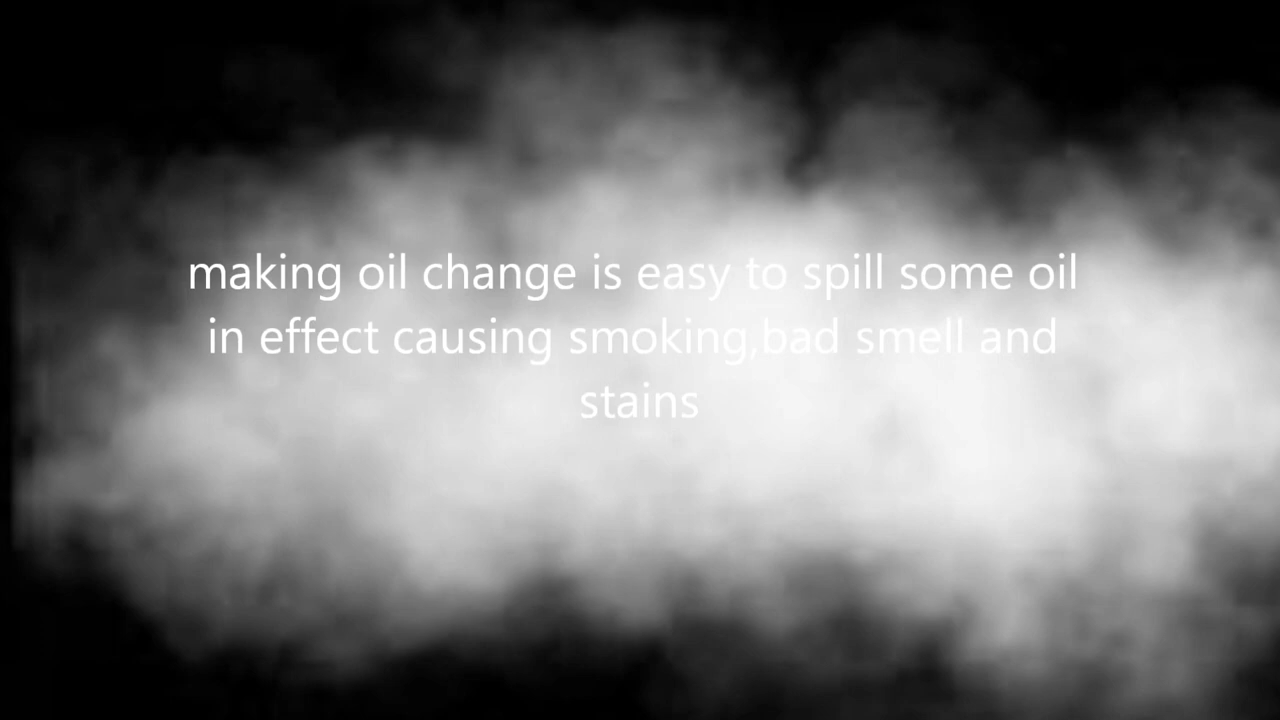 making oil change is easy to spill some oil
in effect causing smoking,bad smell and
stains